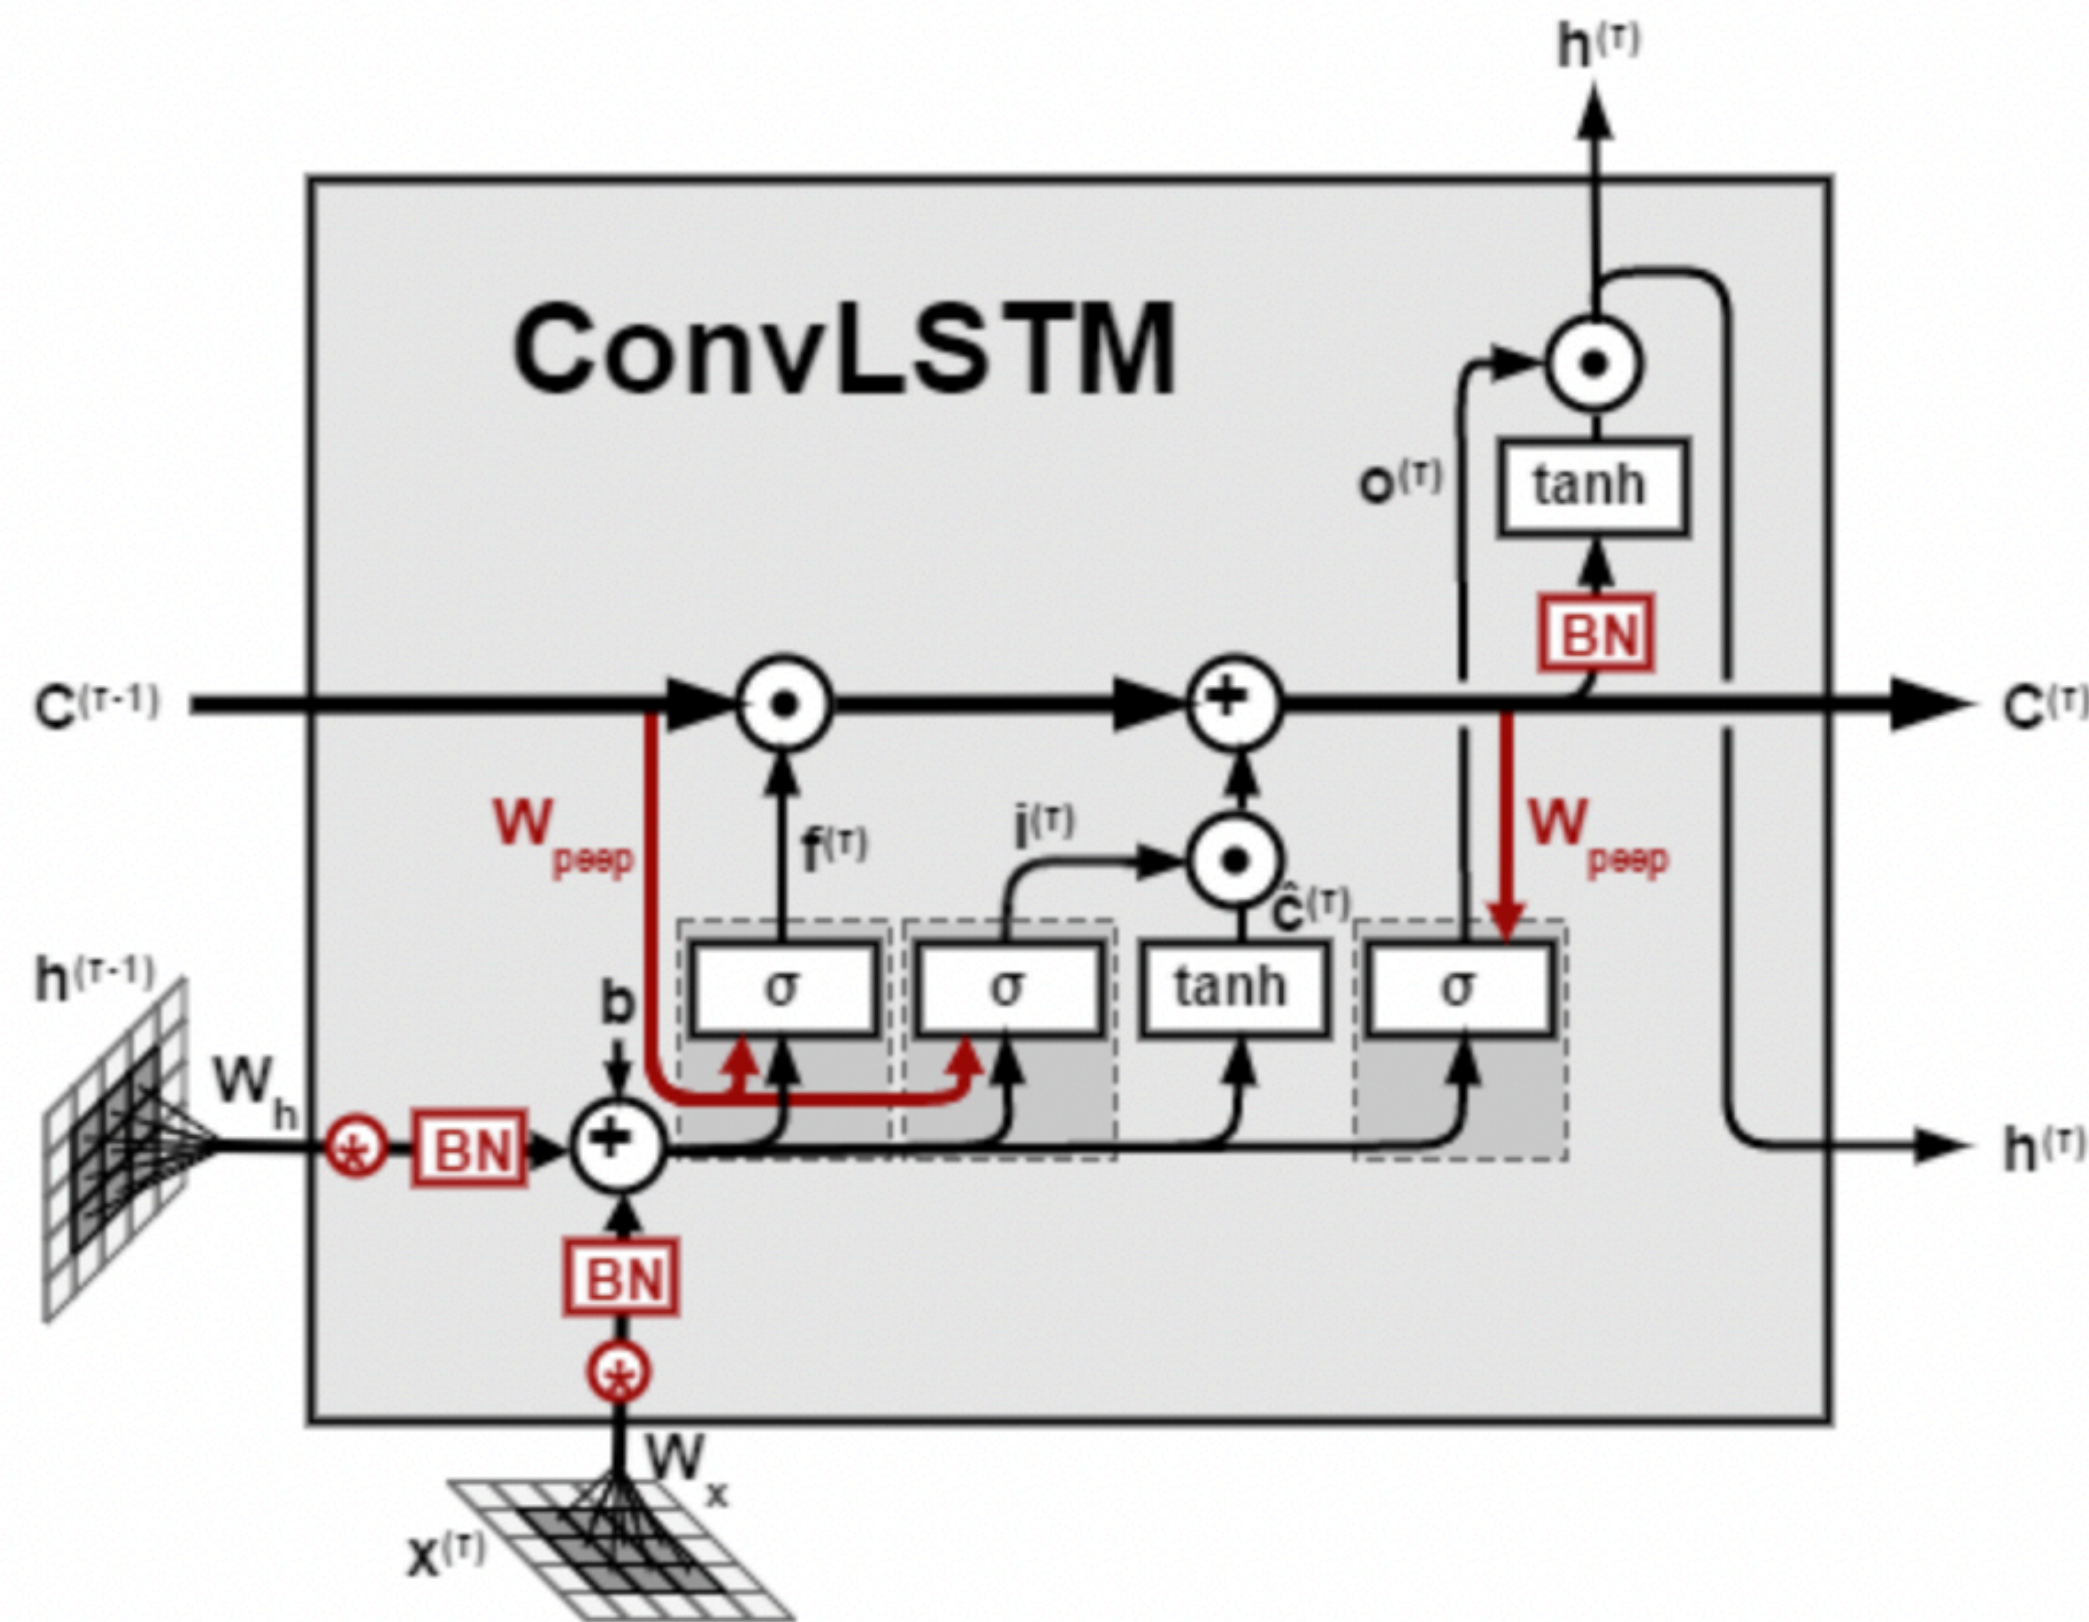 h(τ)
ConvLSTM
o(τ)
tanh
BN
C(τ-1)
+
C(τ)
W peep
f(τ)
i(τ)
W peep
ĉ(τ)
h(τ-1)
σ
σ
tanh
σ
b
W h
*
BN
+
h(τ)
BN
*
W x
x(τ)